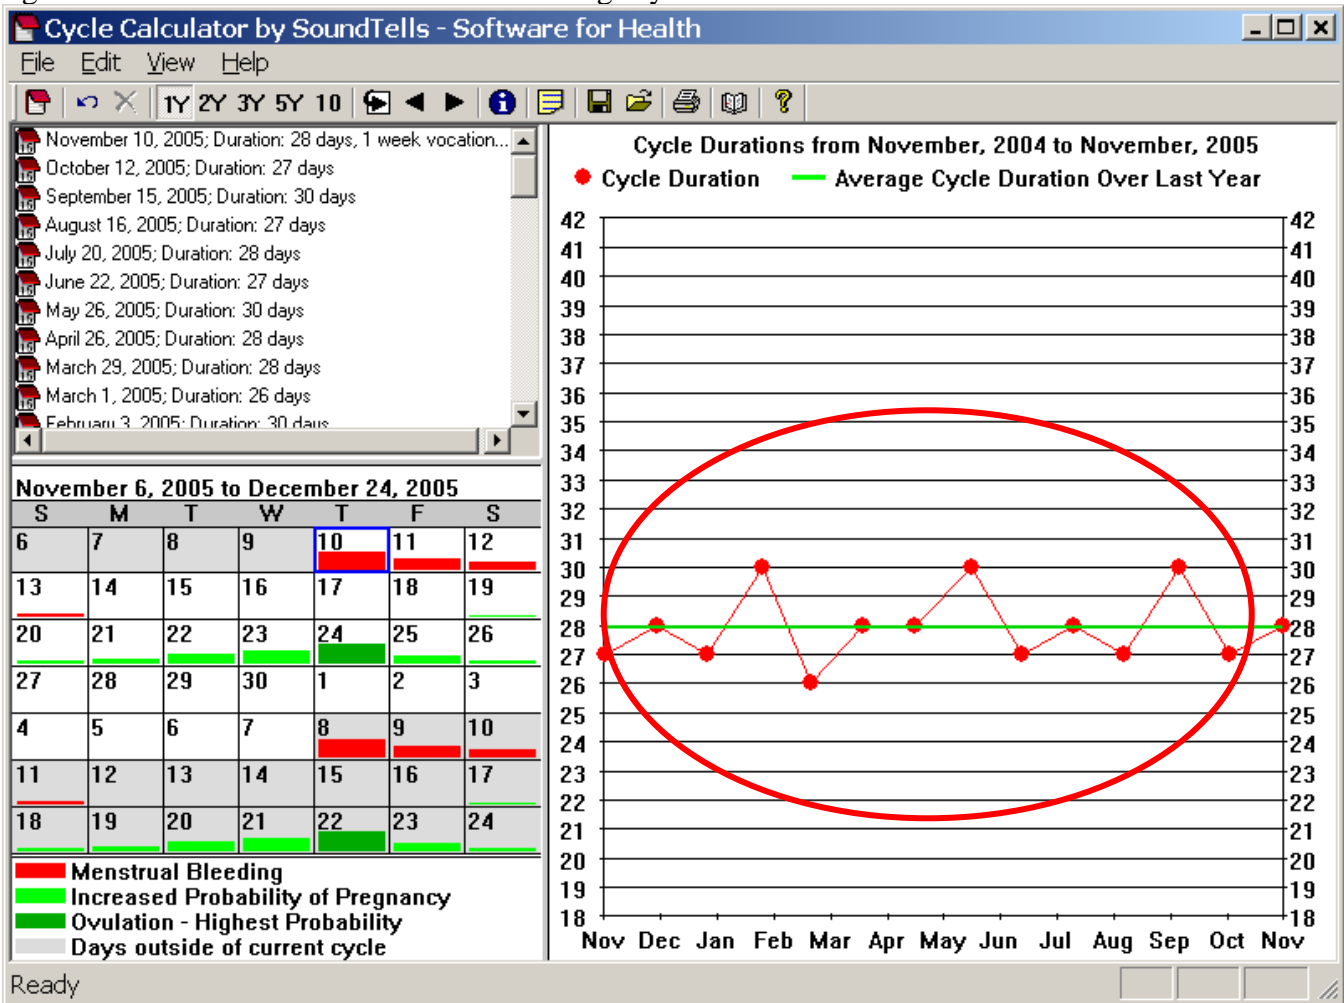 Cycle Calculator by SoundTells - Software for Health
File Edit View Help
1Y 2Y 3Y 5Y 10
November 10, 2005; Duration: 28 days, 1 week vocation...
October 12, 2005; Duration: 27 days
September 15, 2005; Duration: 30 days
August 16, 2005; Duration: 27 days
July 20, 2005; Duration: 28 days
June 22, 2005; Duration: 27 days
May 26, 2005; Duration: 30 days
April 26, 2005; Duration: 28 days
March 29, 2005; Duration: 28 days
March 1, 2005; Duration: 26 days
February 3, 2005; Duration: 30 days
November 6, 2005 to December 24, 2005
S M T W T F S
6 7 8 9 10 11 12
13 14 15 16 17 18 19
20 21 22 23 24 25 26
27 28 29 30 1 2 3
4 5 6 7 8 9 10
11 12 13 14 15 16 17
18 19 20 21 22 23 24
Menstrual Bleeding
Increased Probability of Pregnancy
Ovulation - Highest Probability
Days outside of current cycle
Cycle Durations from November, 2004 to November, 2005
Cycle Duration Average Cycle Duration Over Last Year
42 42
41 41
40 40
39 39
38 38
37 37
36 36
35 35
34 34
33 33
32 32
31 31
30 30
29 29
28 28
27 27
26 26
25 25
24 24
23 23
22 22
21 21
20 20
19 19
18 18
Nov Dec Jan Feb Mar Apr May Jun Jul Aug Sep Oct Nov
Ready